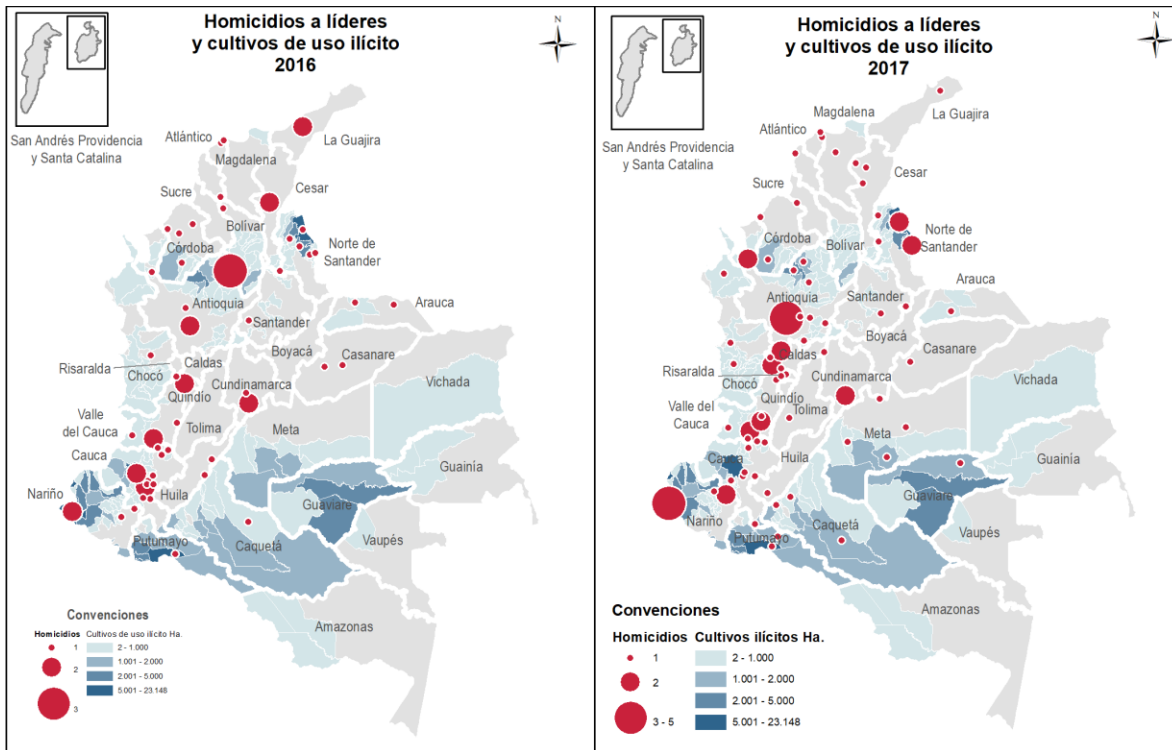 Homicidios a líderes
y cultivos de uso ilícito
2016
N
San Andrés Providencia
y Santa Catalina
Atlántico
La Guajira
Magdalena
Cesar
Sucre
Bolívar
Norte de
Santander
Córdoba
Antioquia
Arauca
Santander
Boyacá
Casanare
Risaralda
Caldas
Chocó
Cundinamarca
Vichada
Quindío
Valle
del Cauca
Tolima
Meta
Cauca
Guainía
Nariño
Huila
Guaviare
Putumayo
Caquetá
Vaupés
Amazonas
Convenciones
Homicidios
Cultivos de uso ilícito Ha.
1
2 - 1.000
2
1.001 - 2.000
2.001 - 5.000
3
5.001 - 23.148
Homicidios a líderes
y cultivos de uso ilícito
2017
N
San Andrés Providencia
y Santa Catalina
La Guajira
Magdalena
Atlántico
Cesar
Sucre
Norte de
Santander
Córdoba
Bolívar
Arauca
Antioquia
Santander
Boyacá
Caldas
Casanare
Risaralda
Chocó
Cundinamarca
Vichada
Quindío
Valle del
Cauca
Tolima
Meta
Cauca
Huila
Guainía
Guaviare
Nariño
Caquetá
Vaupés
Putumayo
Amazonas
Convenciones
Homicidios
Cultivos ilícitos Ha.
1
2 - 1.000
2
1.001 - 2.000
3 - 5
2.001 - 5.000
5.001 - 23.148